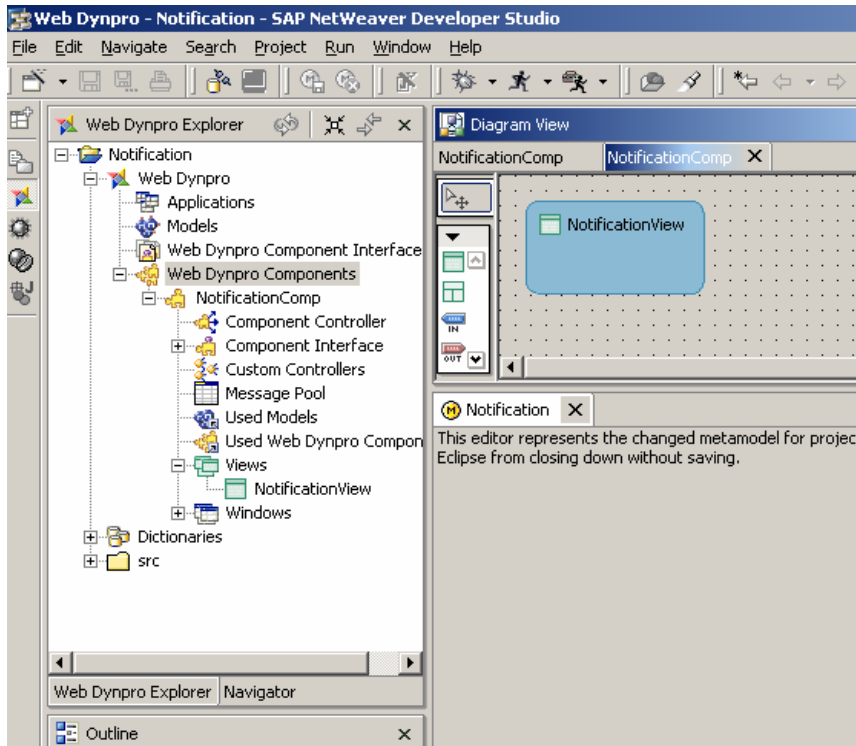 Web Dynpro - Notification - SAP NetWeaver Developer Studio
File Edit Navigate Search Project Run Window Help
Web Dynpro Explorer
Notification
Web Dynpro
Applications
Models
Web Dynpro Component Interface
Web Dynpro Components
NotificationComp
Component Controller
Component Interface
Custom Controllers
Message Pool
Used Models
Used Web Dynpro Compon
Views
NotificationView
Windows
Dictionaries
src
Web Dynpro Explorer Navigator
Outline
Diagram View
NotificationComp NotificationComp
NotificationView
IN
OUT
Notification
This editor represents the changed metamodel for projec
Eclipse from closing down without saving.